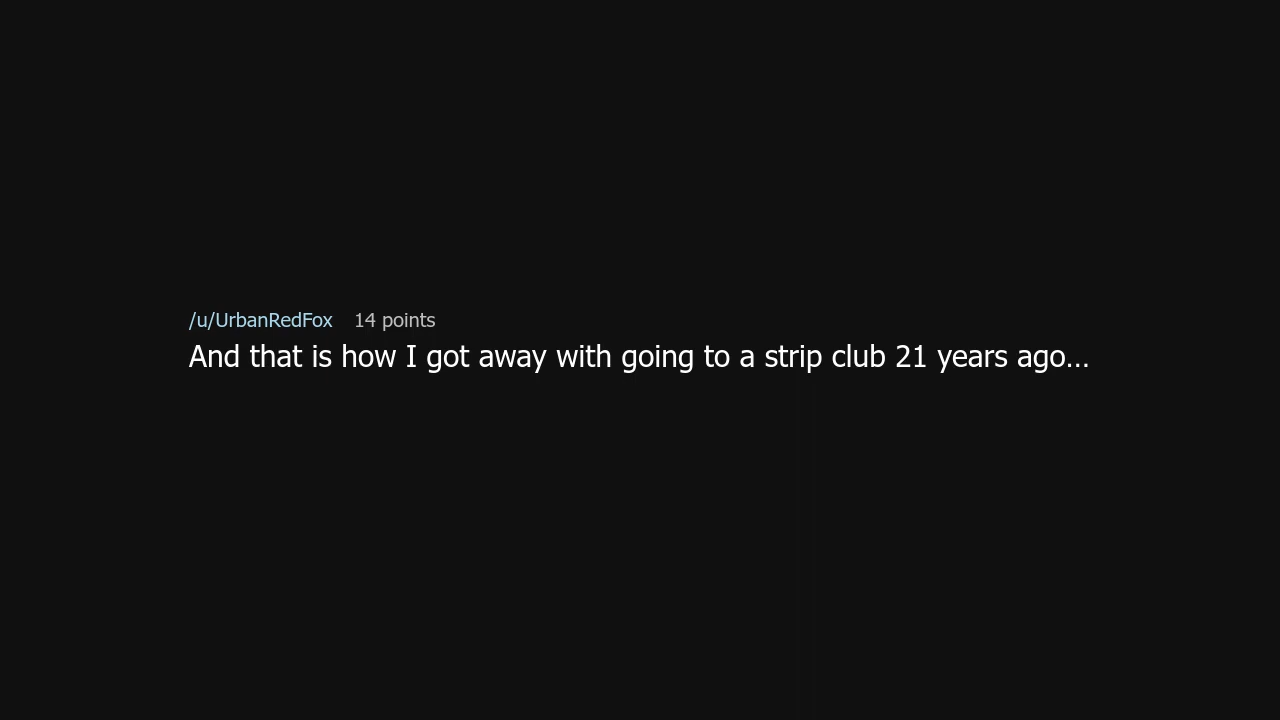 /u/UrbanRedFox 14 points
And that is how I got away with going to a strip club 21 years ago...